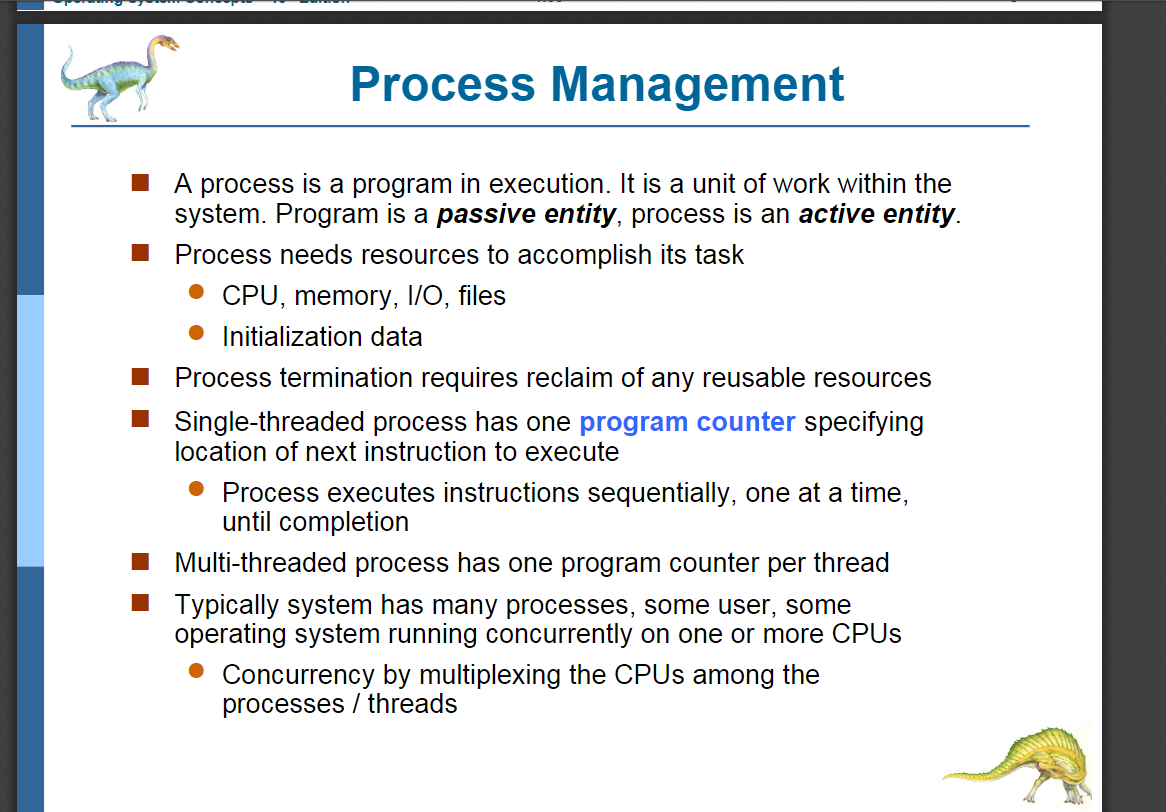 Process Management
A process is a program in execution. It is a unit of work within the
system. Program is a passive entity, process is an active entity.
Process needs resources to accomplish its task
CPU, memory, I/O, files
Initialization data
Process termination requires reclaim of any reusable resources
Single-threaded process has one program counter specifying
location of next instruction to execute
Process executes instructions sequentially, one at a time,
until completion
Multi-threaded process has one program counter per thread
Typically system has many processes, some user, some
operating system running concurrently on one or more CPUs
Concurrency by multiplexing the CPUs among the
processes / threads